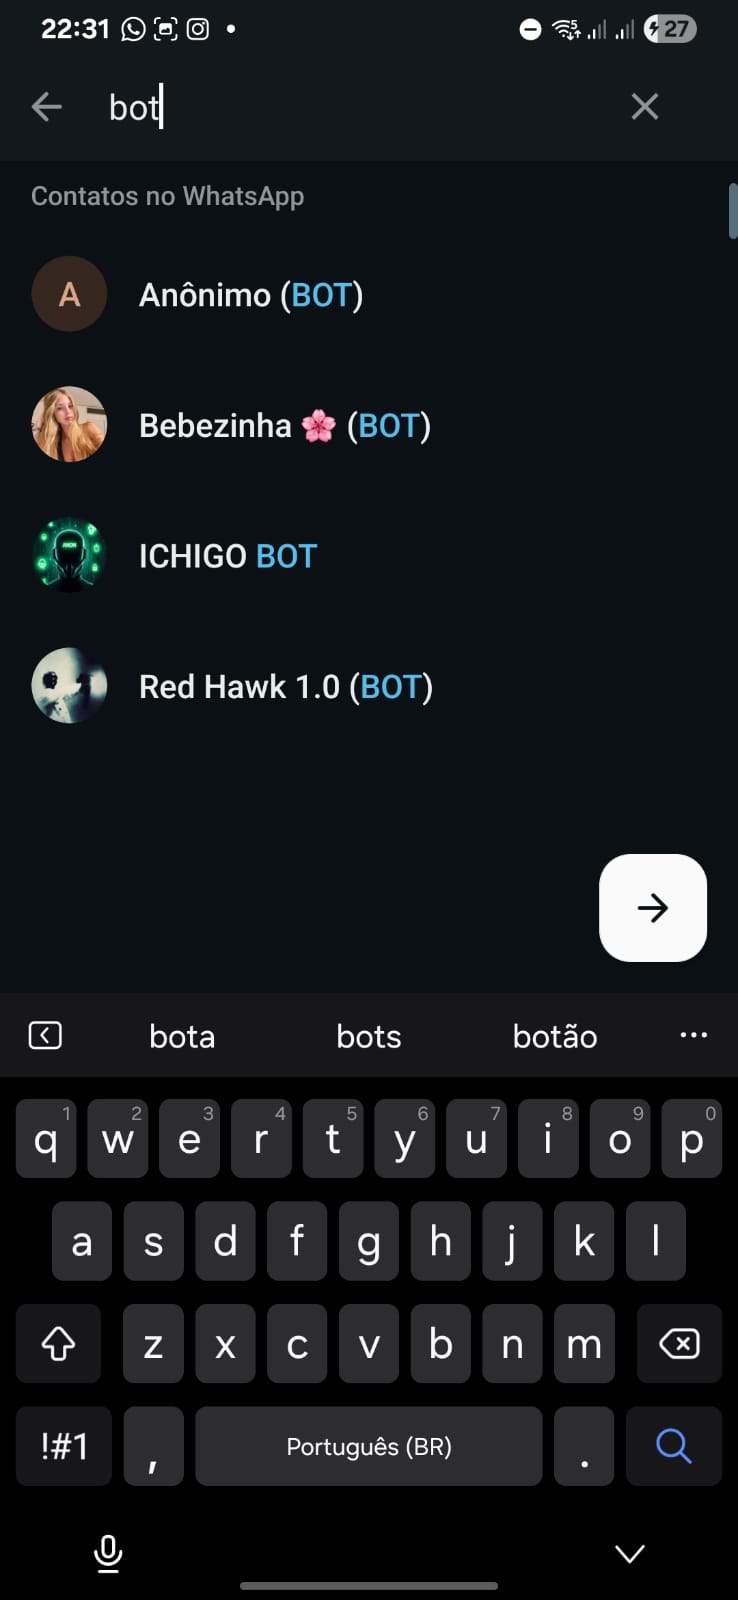 22:31
5
27
bot
Contatos no WhatsApp
A
Anônimo (BOT)
Bebezinha 🌸 (BOT)
ICHIGO BOT
Red Hawk 1.0 (BOT)
bota bots botão ...
1 2 3 4 5 6 7 8 9 0
q w e r t y u i o p
a s d f g h j k l
z x c v b n m
!#1 , Português (BR) .